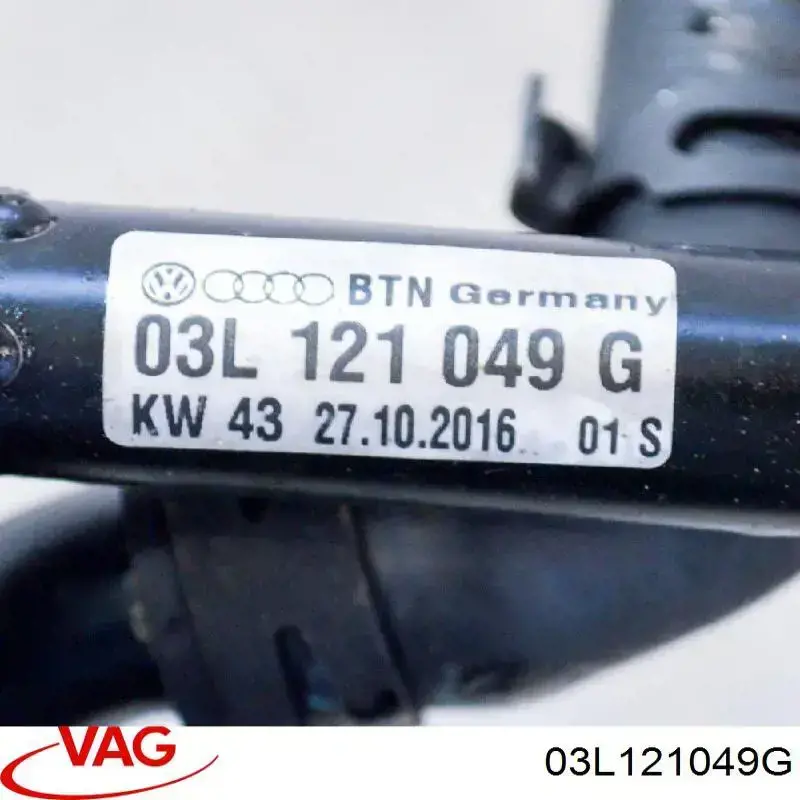 BTN Germany
03L 121 049 G
KW 43 27.10.2016 01 S
VAG
03L121049G